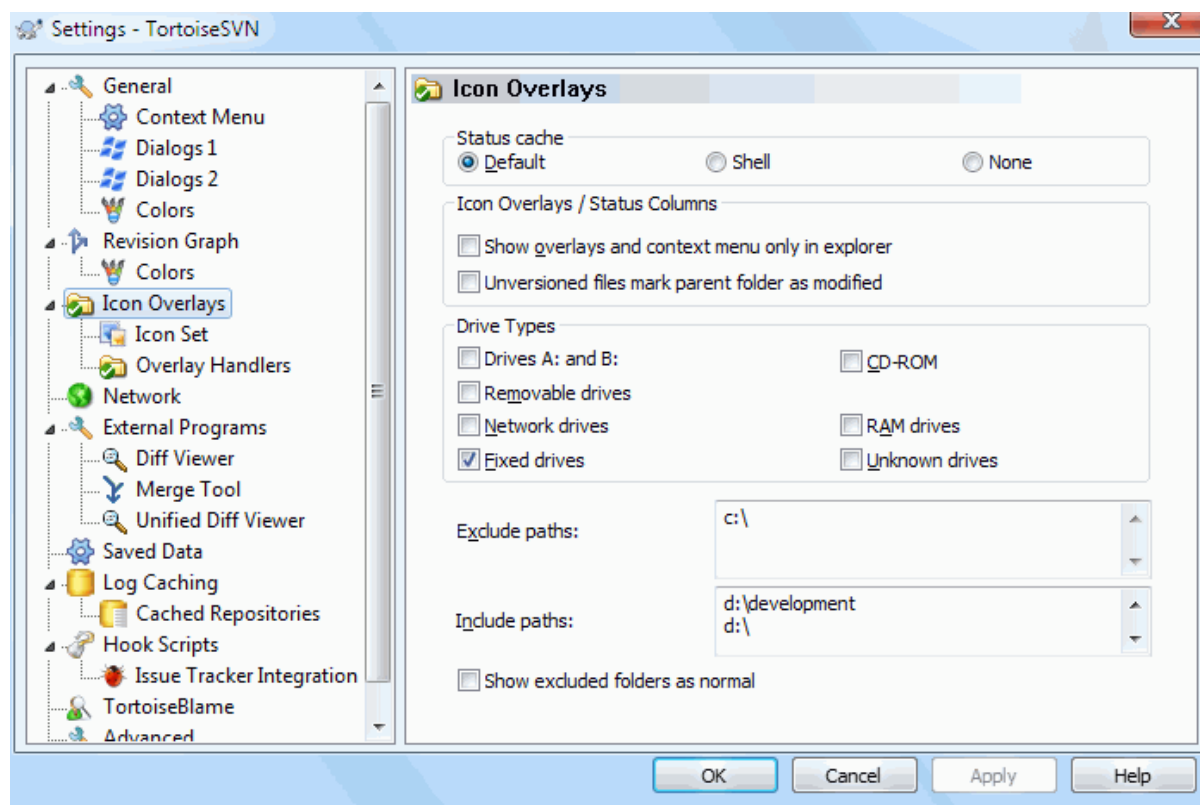 Settings - TortoiseSVN
General
Context Menu
Dialogs 1
Dialogs 2
Colors
Revision Graph
Colors
Icon Overlays
Icon Set
Overlay Handlers
Network
External Programs
Diff Viewer
Merge Tool
Unified Diff Viewer
Saved Data
Log Caching
Cached Repositories
Hook Scripts
Issue Tracker Integration
TortoiseBlame
Advanced
Icon Overlays
Status cache
Default Shell None
Icon Overlays / Status Columns
Show overlays and context menu only in explorer
Unversioned files mark parent folder as modified
Drive Types
Drives A: and B: CD-ROM
Removable drives
Network drives RAM drives
Fixed drives Unknown drives
Exclude paths: c:\
Include paths: d:\development
d:\
Show excluded folders as normal
OK Cancel Apply Help